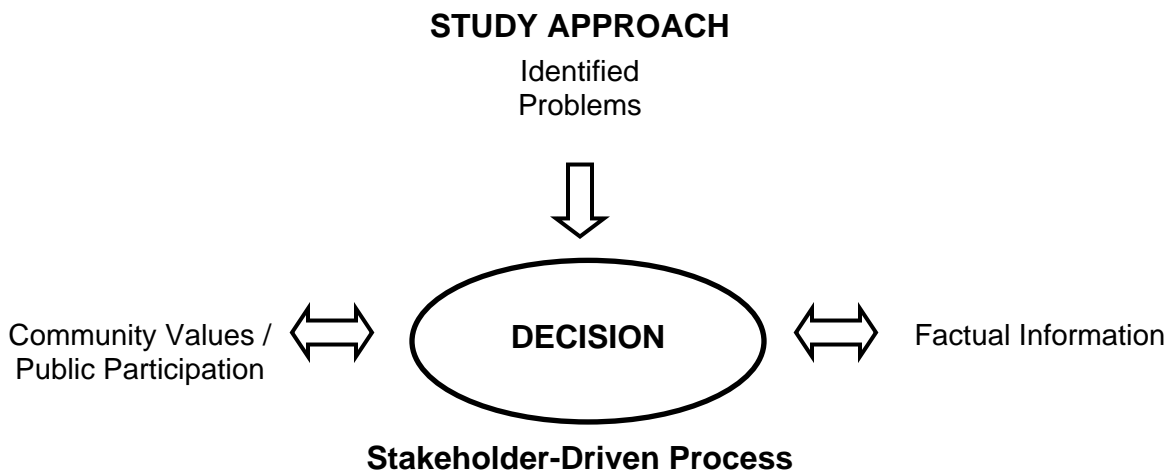 STUDY APPROACH
Identified
Problems
Community Values /
Public Participation
DECISION
Factual Information
Stakeholder-Driven Process